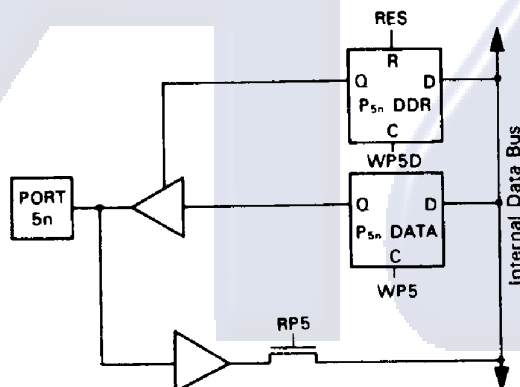 RES
R
Q D
P5n DDR
C
WP5D
PORT
5n
Q D
P5n DATA
C
WP5
RP5
Internal Data Bus